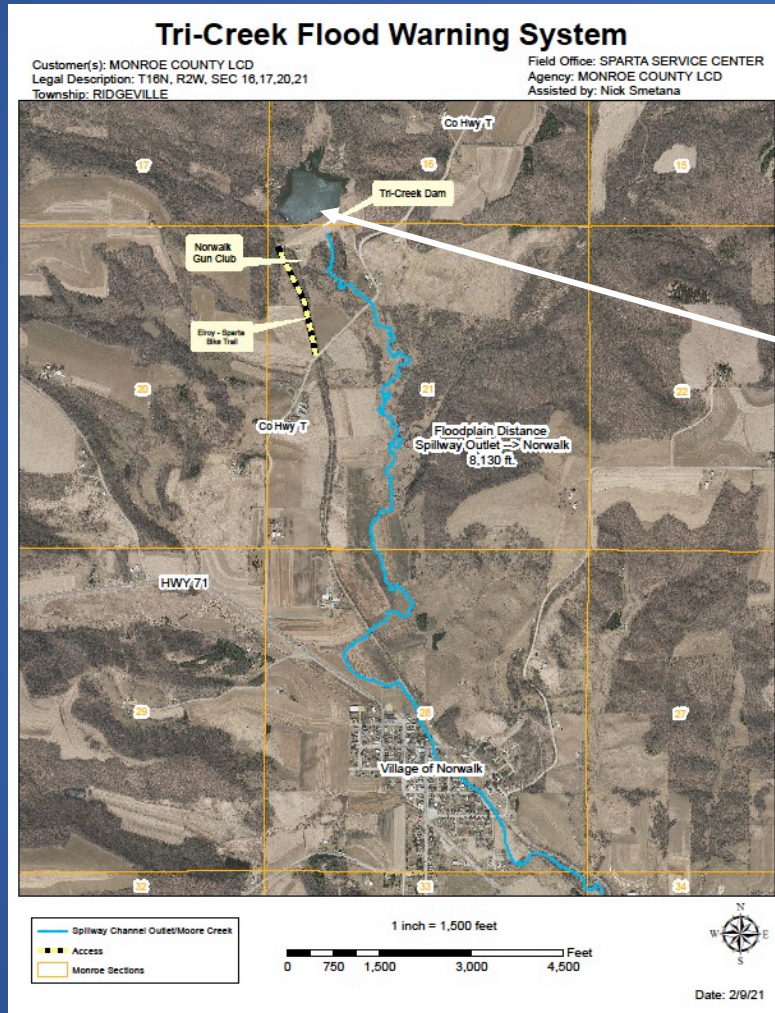 Tri-Creek Flood Warning System
Customer(s): MONROE COUNTY LCD
Legal Description: T16N, R2W, SEC 16,17,20,21
Township: RIDGEVILLE
Field Office: SPARTA SERVICE CENTER
Agency: MONROE COUNTY LCD
Assisted by: Nick Smetana
Co Hwy T
17
16
15
Tri-Creek Dam
Norwalk
Gun Club
Elroy - Sparta
Bike Trail
20
21
22
Co Hwy T
Floodplain Distance
Spillway Outlet --> Norwalk
8,130 ft.
HWY 71
29
28
27
Village of Norwalk
32
33
34
Spillway Channel Outlet/Moore Creek
Access
Monroe Sections
1 inch = 1,500 feet
Feet
0 750 1,500 3,000 4,500
N
W E
S
Date: 2/9/21